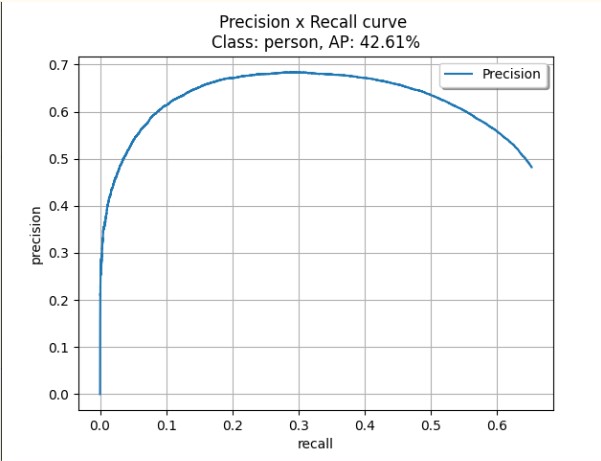 Precision x Recall curve
Class: person, AP: 42.61%
Precision
0.7
0.6
0.5
0.4
0.3
0.2
0.1
0.0
precision
0.0 0.1 0.2 0.3 0.4 0.5 0.6
recall